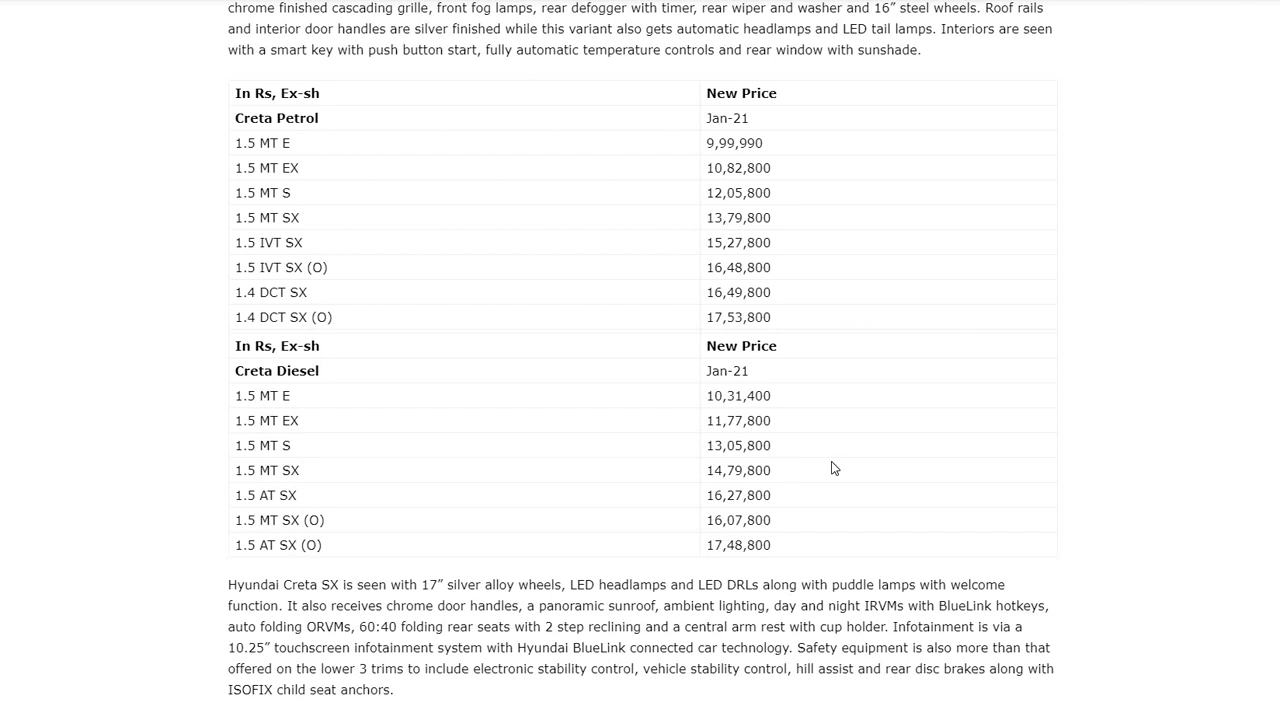 chrome finished cascading grille, front fog lamps, rear defogger with timer, rear wiper and washer and 16” steel wheels. Roof rails
and interior door handles are silver finished while this variant also gets automatic headlamps and LED tail lamps. Interiors are seen
with a smart key with push button start, fully automatic temperature controls and rear window with sunshade.
In Rs, Ex-sh New Price
Creta Petrol Jan-21
1.5 MT E 9,99,990
1.5 MT EX 10,82,800
1.5 MT S 12,05,800
1.5 MT SX 13,79,800
1.5 IVT SX 15,27,800
1.5 IVT SX (O) 16,48,800
1.4 DCT SX 16,49,800
1.4 DCT SX (O) 17,53,800
In Rs, Ex-sh New Price
Creta Diesel Jan-21
1.5 MT E 10,31,400
1.5 MT EX 11,77,800
1.5 MT S 13,05,800
1.5 MT SX 14,79,800
1.5 AT SX 16,27,800
1.5 MT SX (O) 16,07,800
1.5 AT SX (O) 17,48,800
Hyundai Creta SX is seen with 17” silver alloy wheels, LED headlamps and LED DRLs along with puddle lamps with welcome
function. It also receives chrome door handles, a panoramic sunroof, ambient lighting, day and night IRVMs with BlueLink hotkeys,
auto folding ORVMs, 60:40 folding rear seats with 2 step reclining and a central arm rest with cup holder. Infotainment is via a
10.25” touchscreen infotainment system with Hyundai BlueLink connected car technology. Safety equipment is also more than that
offered on the lower 3 trims to include electronic stability control, vehicle stability control, hill assist and rear disc brakes along with
ISOFIX child seat anchors.